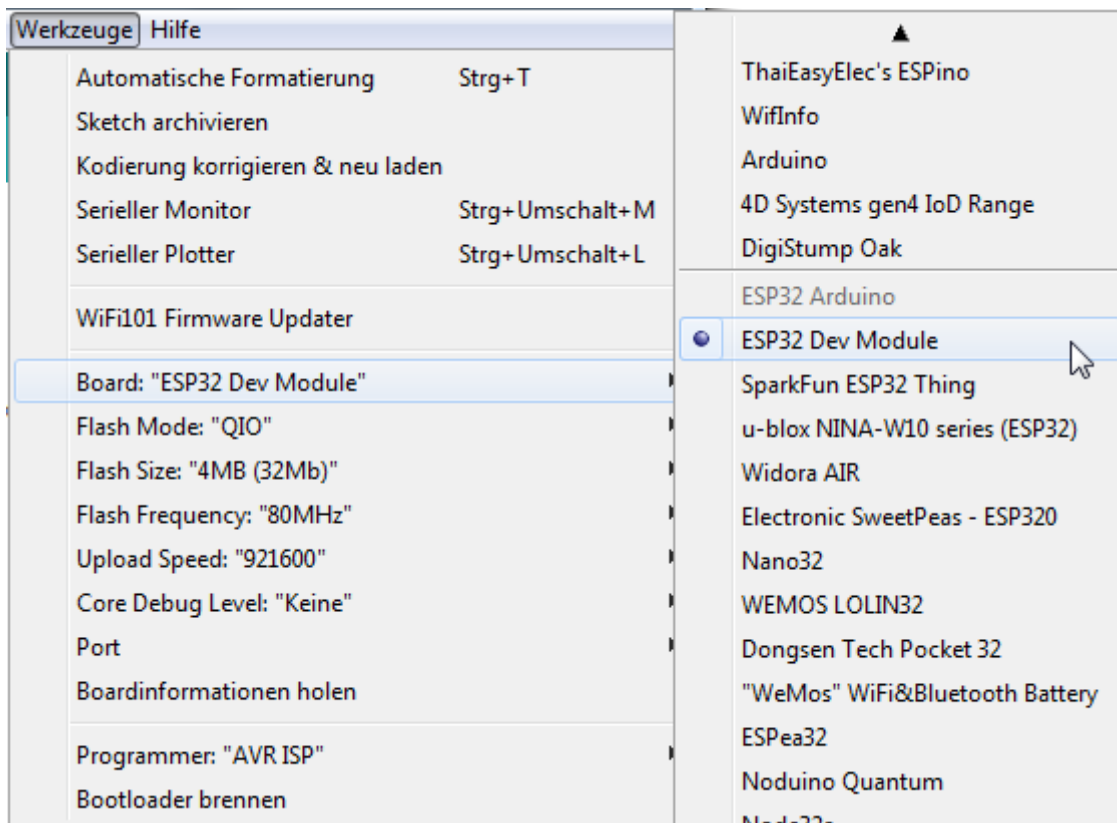 Werkzeuge Hilfe
Automatische Formatierung Strg+T
Sketch archivieren
Kodierung korrigieren & neu laden
Serieller Monitor Strg+Umschalt+M
Serieller Plotter Strg+Umschalt+L
WiFi101 Firmware Updater
Board: "ESP32 Dev Module"
Flash Mode: "QIO"
Flash Size: "4MB (32Mb)"
Flash Frequency: "80MHz"
Upload Speed: "921600"
Core Debug Level: "Keine"
Port
Boardinformationen holen
Programmer: "AVR ISP"
Bootloader brennen
ThaiEasyElec's ESPino
WifInfo
Arduino
4D Systems gen4 IoD Range
DigiStump Oak
ESP32 Arduino
ESP32 Dev Module
SparkFun ESP32 Thing
u-blox NINA-W10 series (ESP32)
Widora AIR
Electronic SweetPeas - ESP320
Nano32
WEMOS LOLIN32
Dongsen Tech Pocket 32
"WeMos" WiFi&Bluetooth Battery
ESPea32
Noduino Quantum